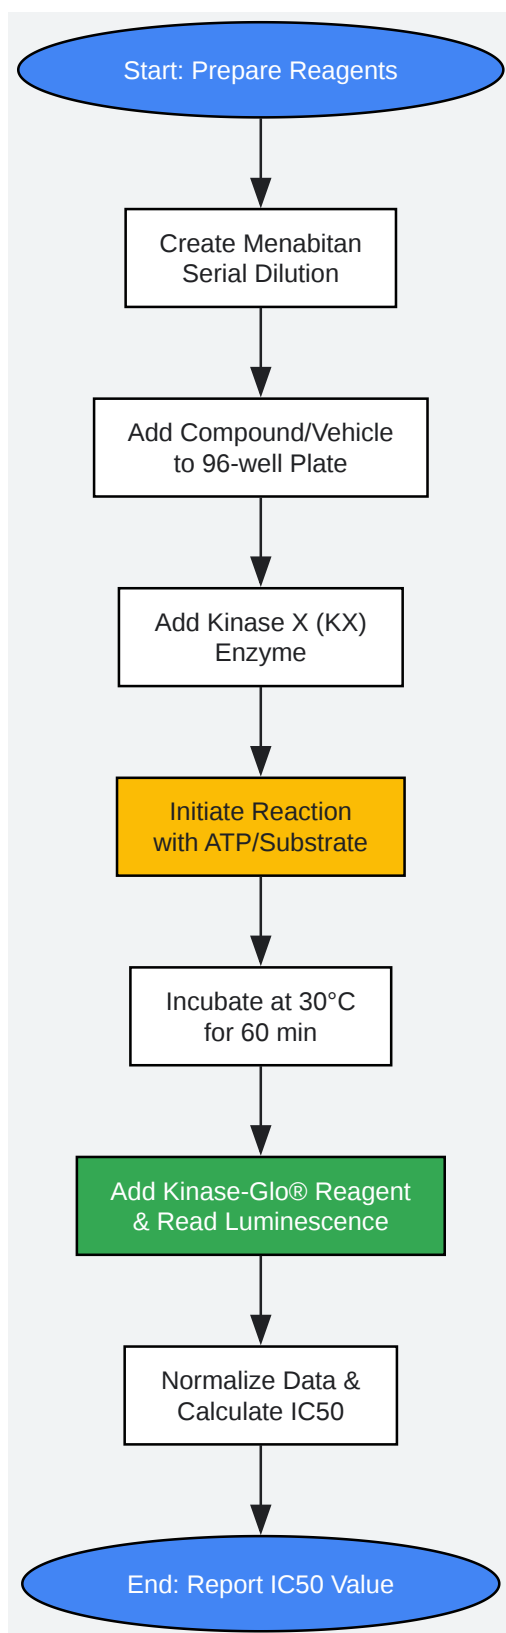 Start: Prepare Reagents
Create Menabitan
Serial Dilution
Add Compound/Vehicle
to 96-well Plate
Add Kinase X (KX)
Enzyme
Initiate Reaction
with ATP/Substrate
Incubate at 30°C
for 60 min
Add Kinase-Glo® Reagent
& Read Luminescence
Normalize Data &
Calculate IC50
End: Report IC50 Value